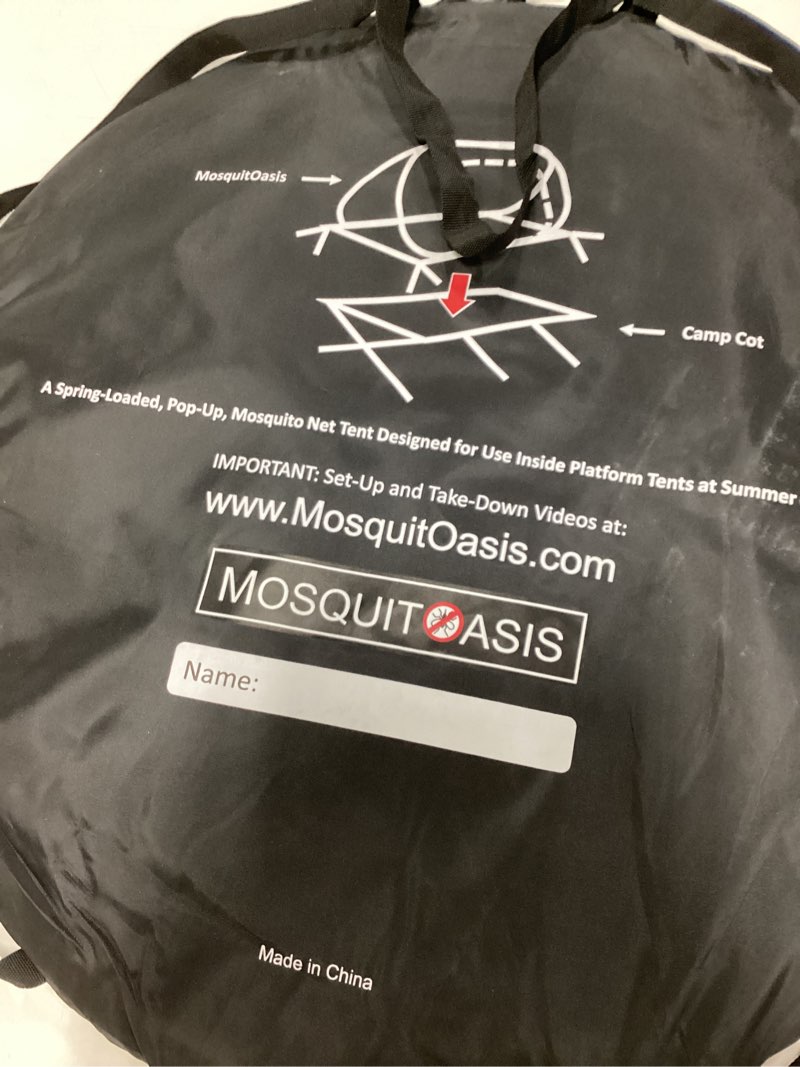 MosquitOasis
Camp Cot
A Spring-Loaded, Pop-Up, Mosquito Net Tent Designed for Use Inside Platform Tents at Summer
IMPORTANT: Set-Up and Take-Down Videos at:
www.MosquitOasis.com
MOSQUITOASIS
Name:
Made in China